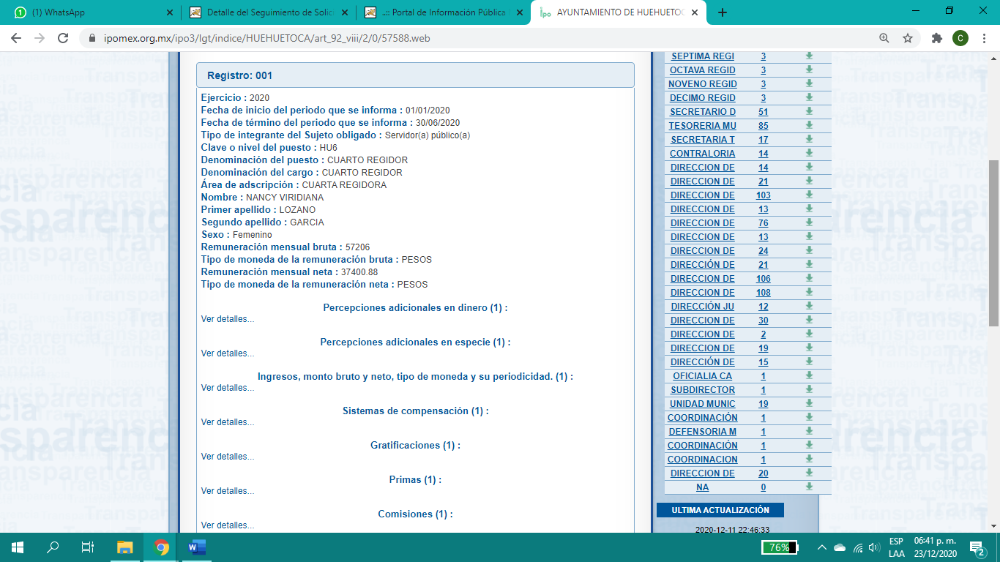 (1) WhatsApp
Detalle del Seguimiento de Solic
..:: Portal de Información Pública
AYUNTAMIENTO DE HUEHUETOC
ipomex.org.mx/ipo3/lgt/indice/HUEHUETOCA/art_92_viii/2/0/57588.web
C
Registro: 001
Ejercicio : 2020
Fecha de inicio del periodo que se informa : 01/01/2020
Fecha de término del periodo que se informa : 30/06/2020
Tipo de integrante del Sujeto obligado : Servidor(a) público(a)
Clave o nivel del puesto : HU6
Denominación del puesto : CUARTO REGIDOR
Denominación del cargo : CUARTO REGIDOR
Área de adscripción : CUARTA REGIDORA
Nombre : NANCY VIRIDIANA
Primer apellido : LOZANO
Segundo apellido : GARCIA
Sexo : Femenino
Remuneración mensual bruta : 57206
Tipo de moneda de la remuneración bruta : PESOS
Remuneración mensual neta : 37400.88
Tipo de moneda de la remuneración neta : PESOS
Percepciones adicionales en dinero (1) :
Ver detalles...
Percepciones adicionales en especie (1) :
Ver detalles...
Ingresos, monto bruto y neto, tipo de moneda y su periodicidad. (1) :
Ver detalles...
Sistemas de compensación (1) :
Ver detalles...
Gratificaciones (1) :
Ver detalles...
Primas (1) :
Ver detalles...
Comisiones (1) :
Ver detalles...
SEPTIMA REGI 3
OCTAVA REGID 3
NOVENO REGID 3
DECIMO REGID 3
SECRETARIO D 51
TESORERIA MU 85
SECRETARIA T 17
CONTRALORIA 14
DIRECCION DE 14
DIRECCION DE 21
DIRECCION DE 103
DIRECCION DE 13
DIRECCION DE 76
DIRECCION DE 13
DIRECCION DE 24
DIRECCIÓN DE 21
DIRECCION DE 106
DIRECCION DE 108
DIRECCIÓN JU 12
DIRECCION DE 30
DIRECCION DE 2
DIRECCION DE 19
DIRECCIÓN DE 15
OFICIALIA CA 1
SUBDIRECTOR 1
UNIDAD MUNIC 19
COORDINACIÓN 1
DEFENSORIA M 1
COORDINACIÓN 1
COORDINACION 1
DIRECCION DE 20
NA 0
ULTIMA ACTUALIZACIÓN
2020-12-11 22:46:33
76%
ESP
LAA
06:41 p. m.
23/12/2020
2